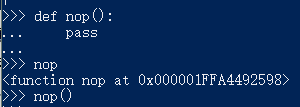 >>> def nop():
...     pass
...
>>> nop
<function nop at 0x000001FFA4492598>
>>> nop()